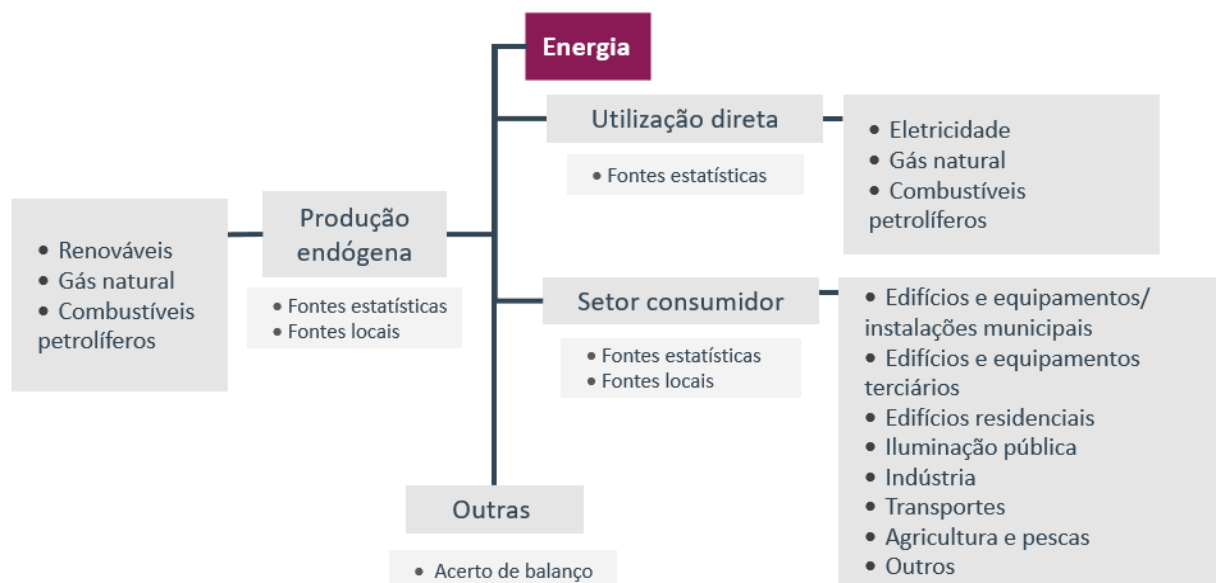 Energia
Utilização direta
• Fontes estatísticas
• Eletricidade
• Gás natural
• Combustíveis
petrolíferos
Produção
endógena
• Fontes estatísticas
• Fontes locais
• Renováveis
• Gás natural
• Combustíveis
petrolíferos
Setor consumidor
• Fontes estatísticas
• Fontes locais
• Edifícios e equipamentos/
instalações municipais
• Edifícios e equipamentos
terciários
• Edifícios residenciais
• Iluminação pública
• Indústria
• Transportes
• Agricultura e pescas
• Outros
Outras
• Acerto de balanço